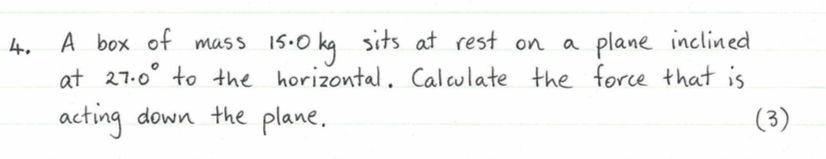 4. A box of mass 15.0 kg sits at rest on a plane inclined
at 27.0° to the horizontal. Calculate the force that is
acting down the plane. (3)